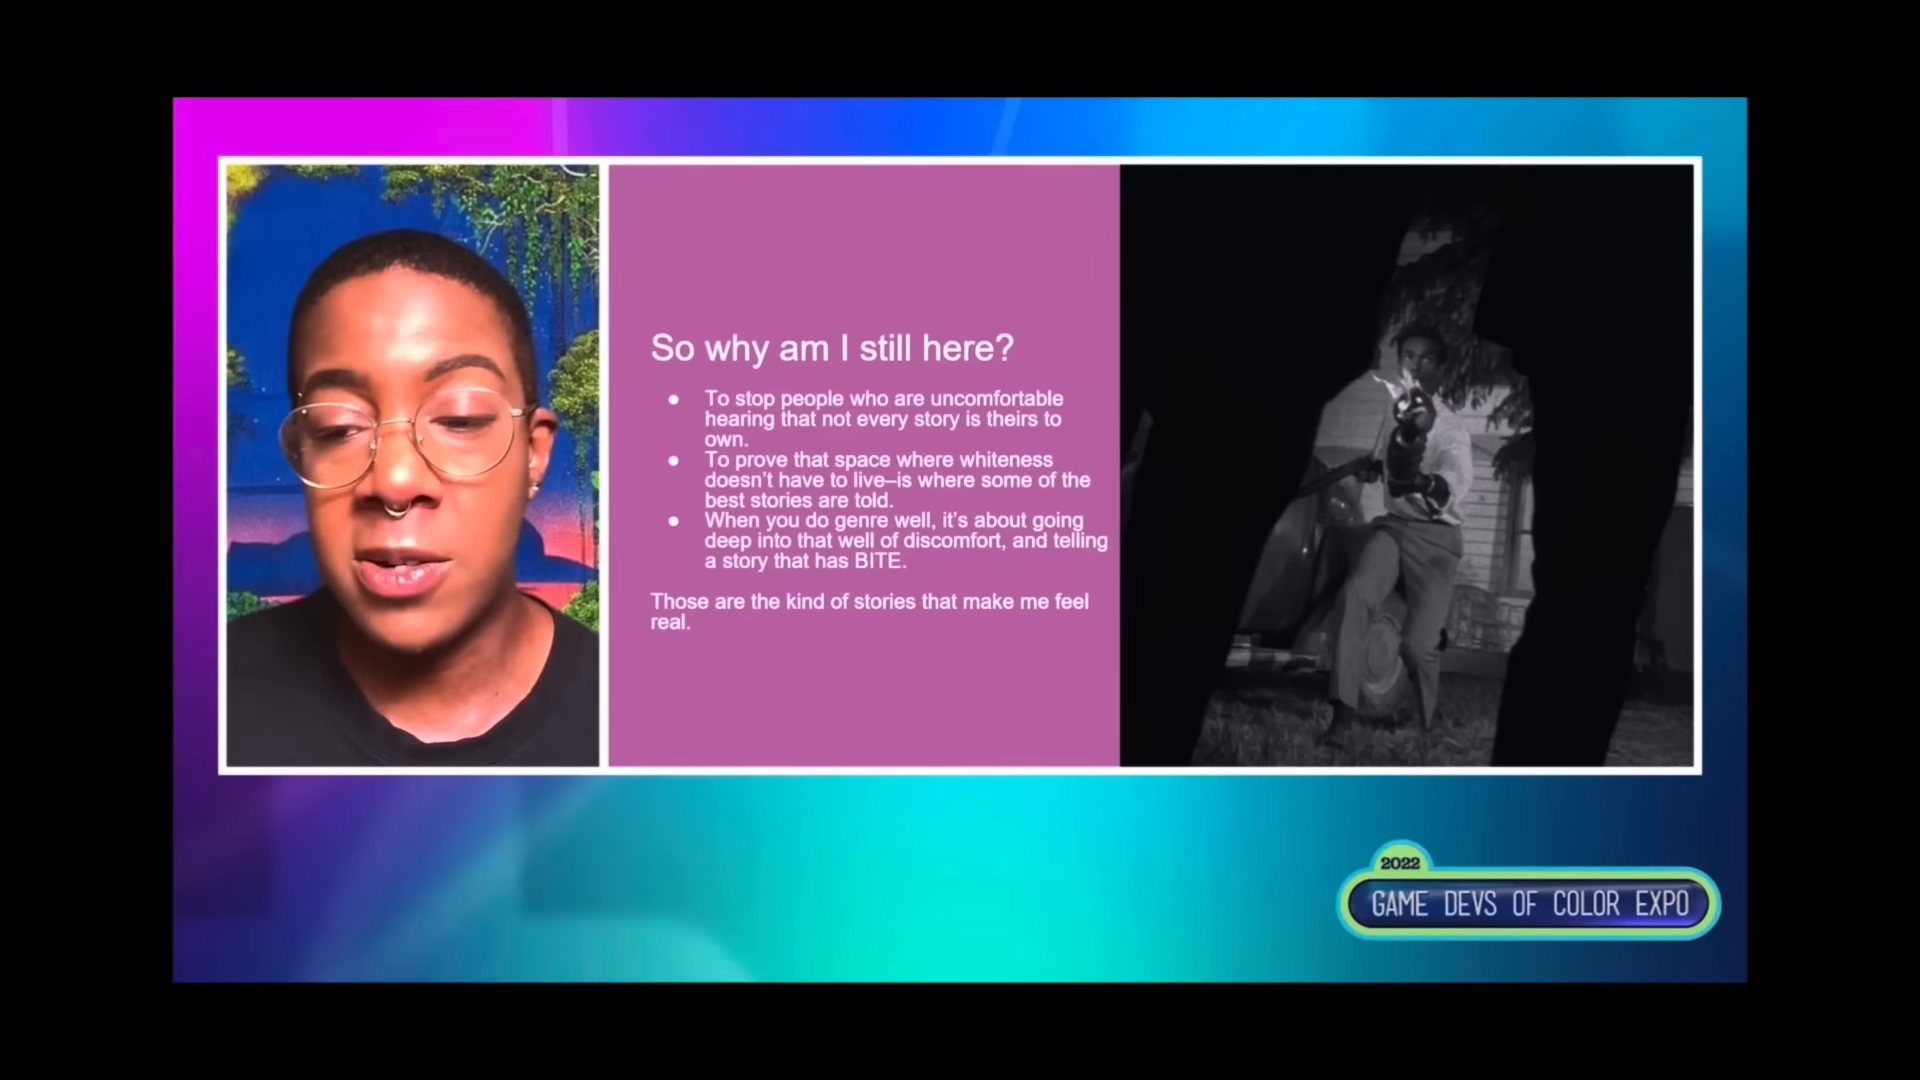 So why am I still here?
● To stop people who are uncomfortable
hearing that not every story is theirs to
own.
● To prove that space where whiteness
doesn't have to live–is where some of the
best stories are told.
● When you do genre well, it's about going
deep into that well of discomfort, and telling
a story that has BITE.
Those are the kind of stories that make me feel
real.
2022
GAME DEVS OF COLOR EXPO